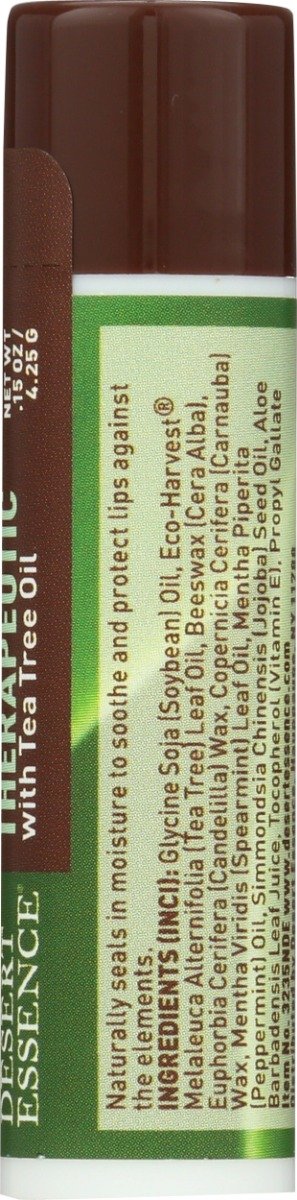 DESERT
ESSENCE®
THERAPEUTIC
with Tea Tree Oil
NET WT
.15 OZ /
4.25 G
Naturally seals in moisture to soothe and protect lips against
the elements.
INGREDIENTS (INCI): Glycine Soja (Soybean) Oil, Eco-Harvest®
Melaleuca Alternifolia (Tea Tree) Leaf Oil, Beeswax (Cera Alba),
Euphorbia Cerifera (Candelilla) Wax, Copernicia Cerifera (Carnauba)
Wax, Mentha Viridis (Spearmint) Leaf Oil, Mentha Piperita
(Peppermint) Oil, Simmondsia Chinensis (Jojoba) Seed Oil, Aloe
Barbadensis Leaf Juice, Tocopherol (Vitamin E), Propyl Gallate
Item No. 3235NDE www.desertessence.com